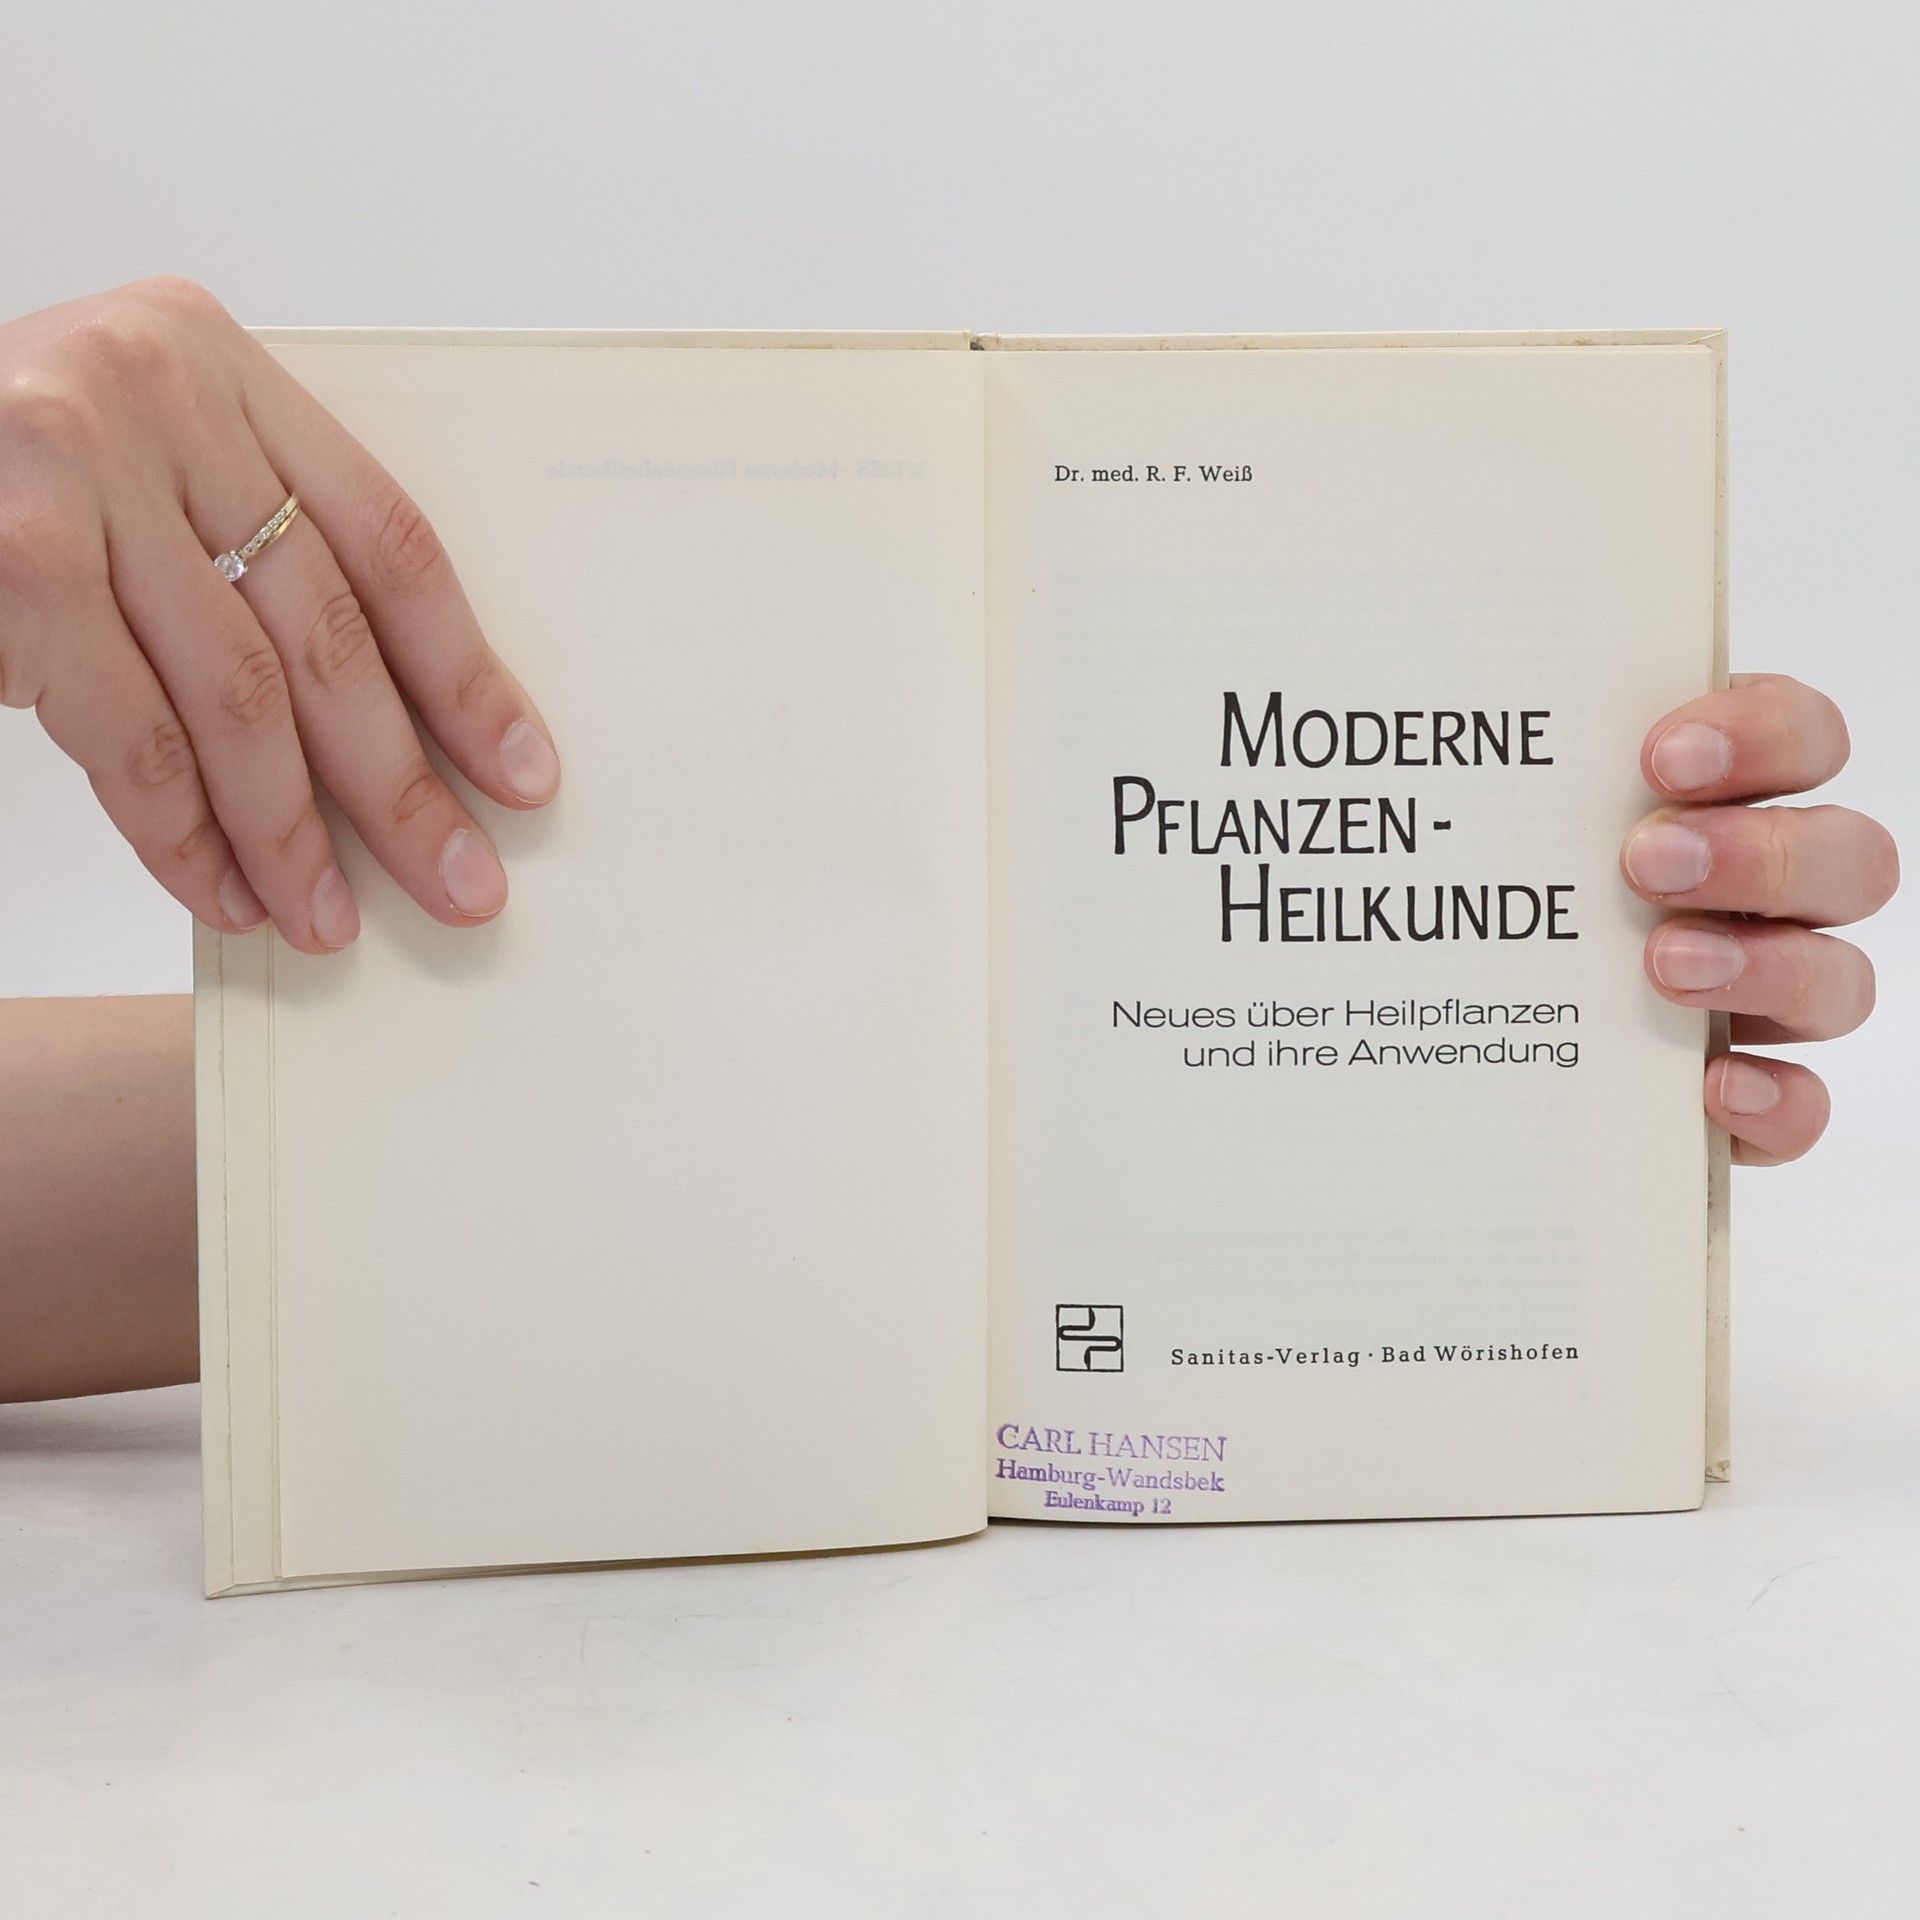 Dr. med. R. F. Weiß
MODERNE
PFLANZEN-
HEILKUNDE
Neues über Heilpflanzen
und ihre Anwendung
Sanitas-Verlag · Bad Wörishofen
CARL HANSEN
Hamburg-Wandsbek
Eulenkamp 12